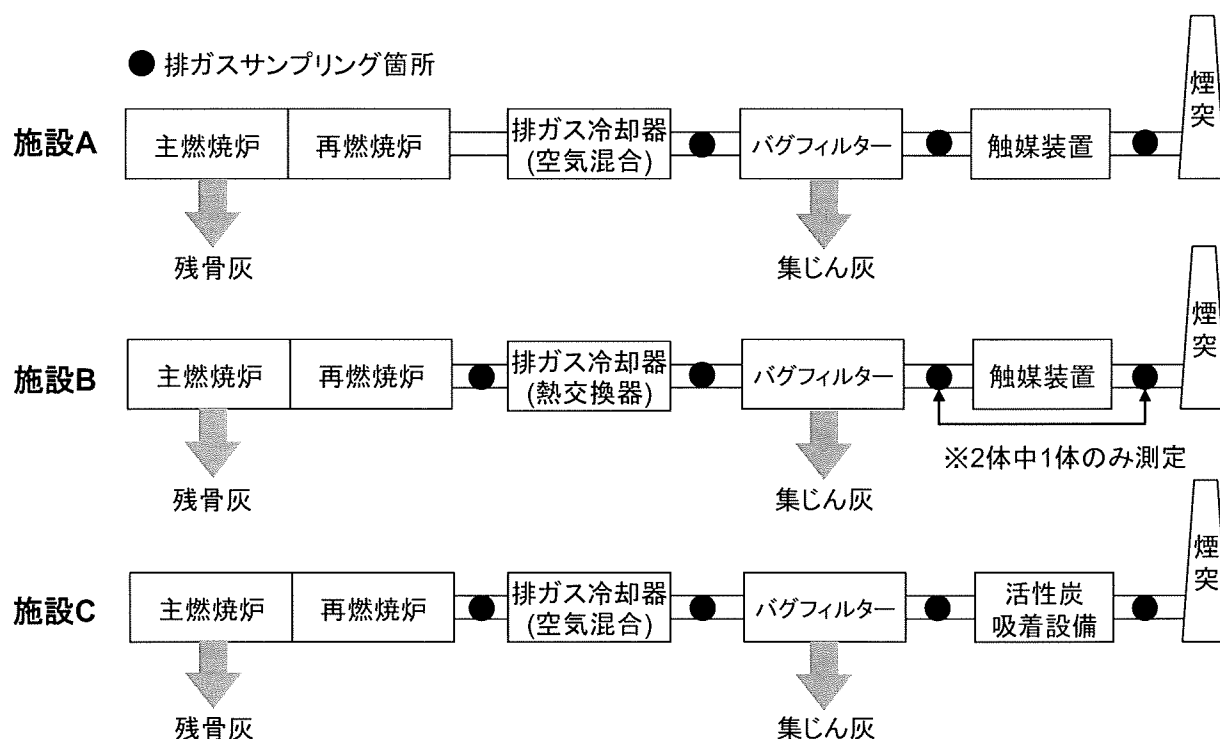 ●排ガスサンプリング箇所
施設A
主燃焼炉
再燃焼炉
排ガス冷却器
(空気混合)
バグフィルター
触媒装置
煙突
残骨灰
集じん灰
施設B
主燃焼炉
再燃焼炉
排ガス冷却器
(熱交換器)
バグフィルター
触媒装置
煙突
※2体中1体のみ測定
残骨灰
集じん灰
施設C
主燃焼炉
再燃焼炉
排ガス冷却器
(空気混合)
バグフィルター
活性炭
吸着設備
煙突
残骨灰
集じん灰